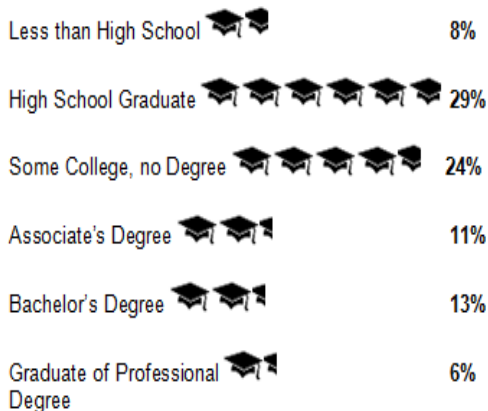 Less than High School 8%
High School Graduate 29%
Some College, no Degree 24%
Associate's Degree 11%
Bachelor's Degree 13%
Graduate of Professional 6%
Degree